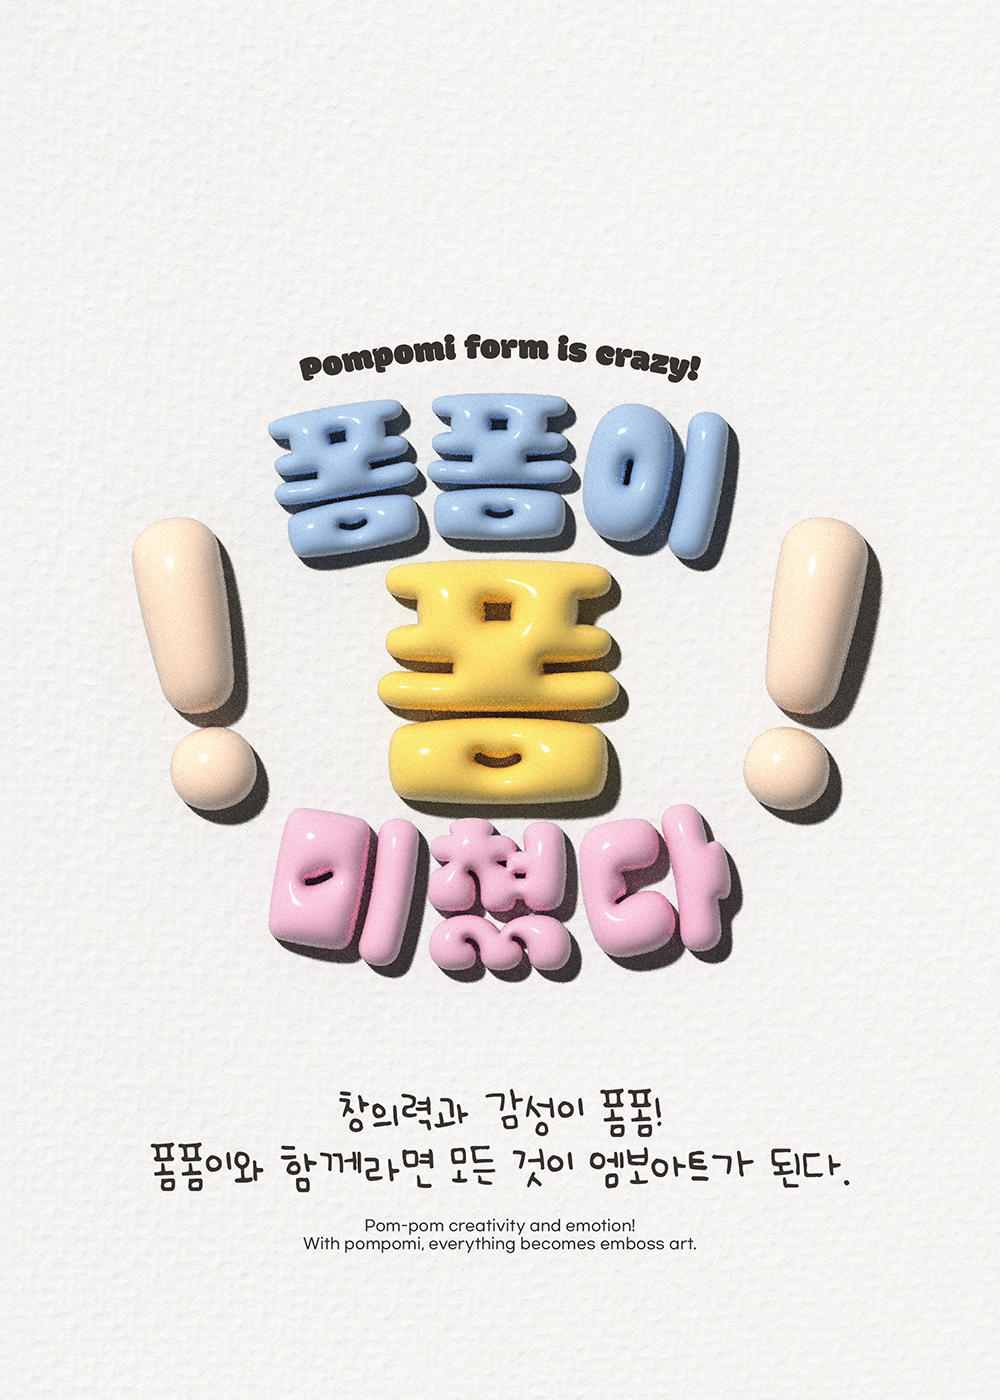 Pompomi form is crazy!
폼폼이
! 폼 !
미쳤다
창의력과 감성이 폼폼!
폼폼이와 함께라면 모든 것이 엠보아트가 된다.
Pom-pom creativity and emotion!
With pompomi, everything becomes emboss art.